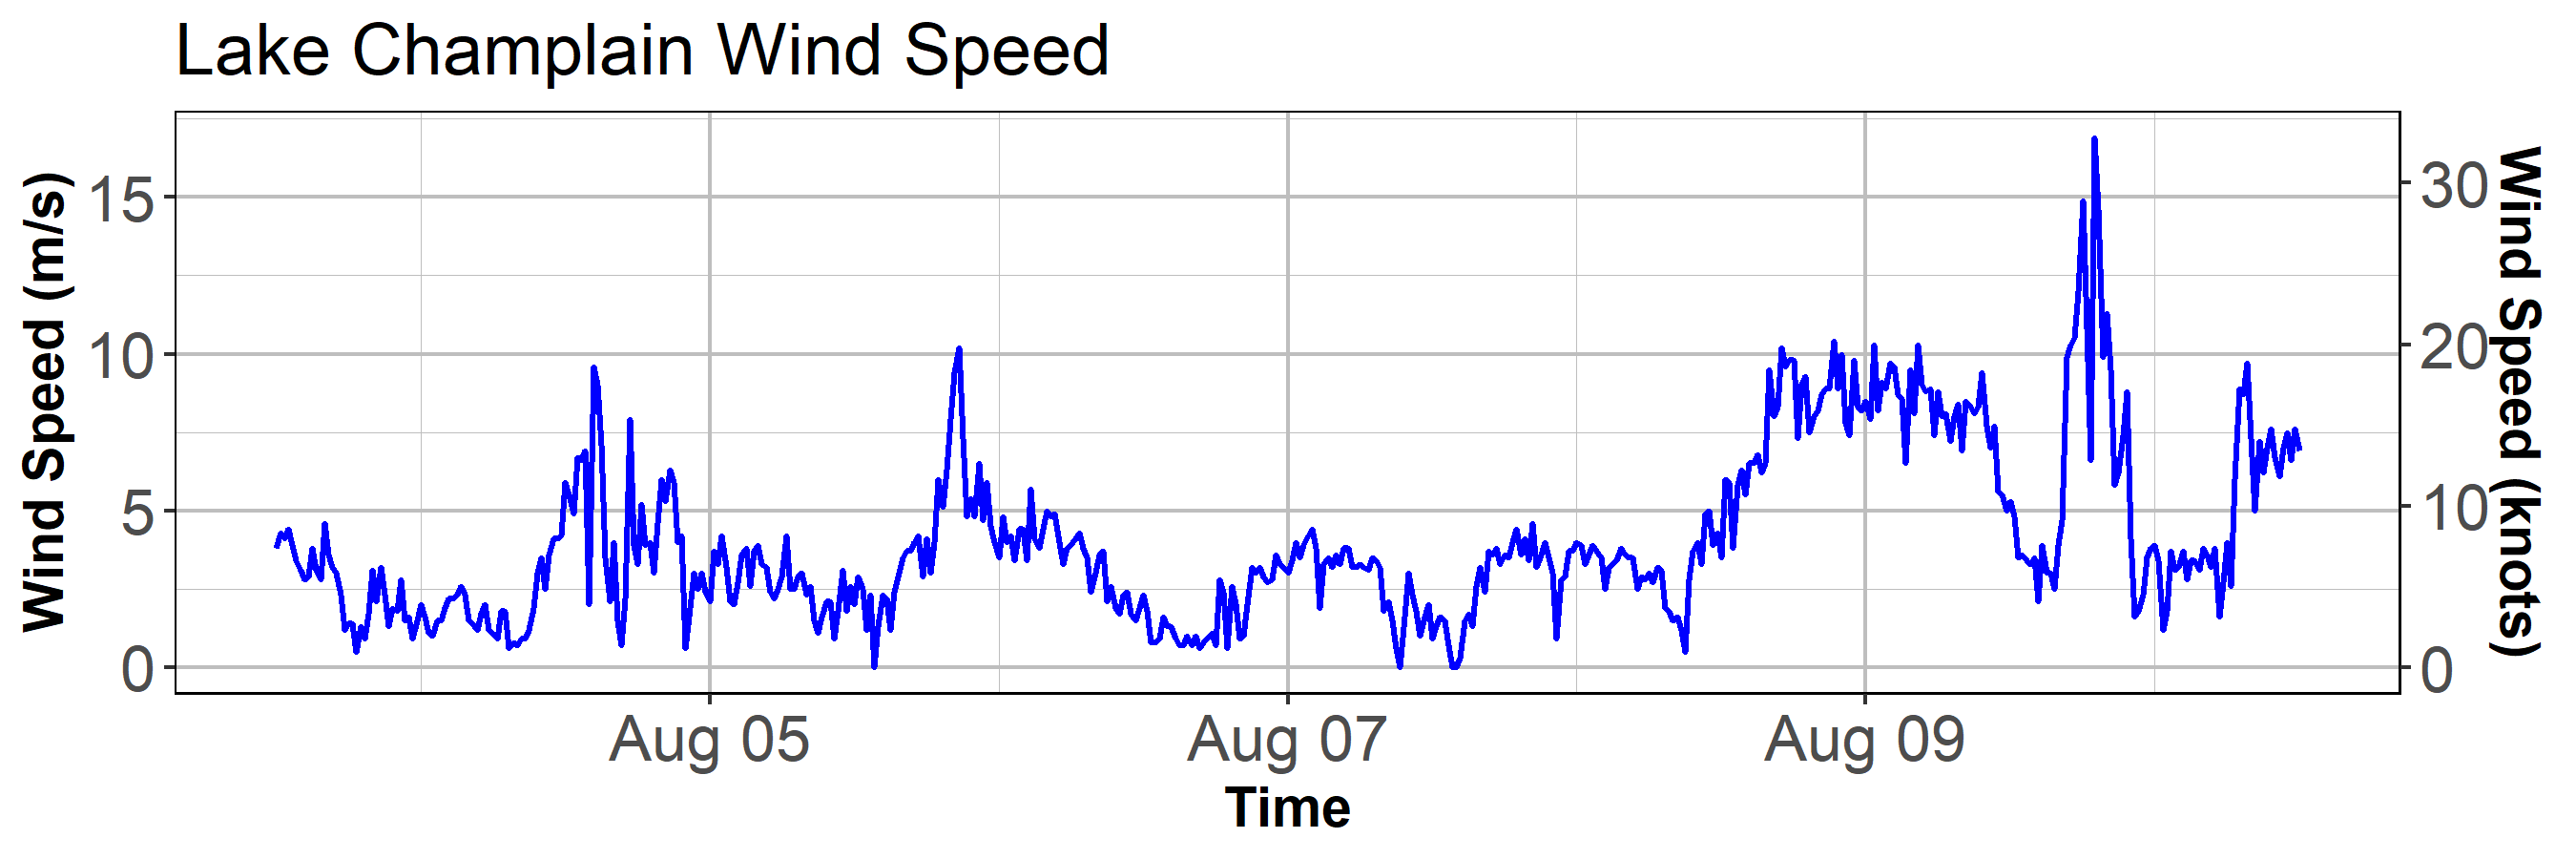 Lake Champlain Wind Speed
Wind Speed (m/s)
15
10
5
0
30
20
10
0
Wind Speed (knots)
Aug 05 Aug 07 Aug 09
Time